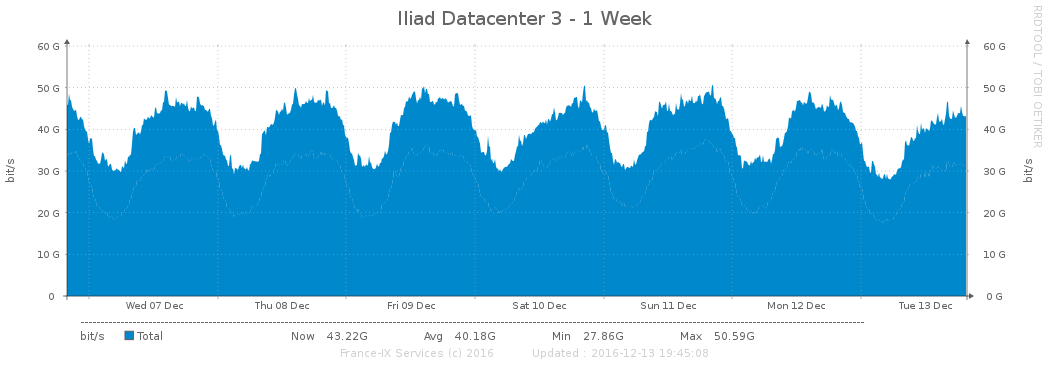 Iliad Datacenter 3 - 1 Week
RRDTOOL / TOBI OETIKER
60 G 60 G
50 G 50 G
40 G 40 G
30 G 30 G
20 G 20 G
10 G 10 G
0 0 G
bit/s bit/s
Wed 07 Dec Thu 08 Dec Fri 09 Dec Sat 10 Dec Sun 11 Dec Mon 12 Dec Tue 13 Dec
bit/s Total Now 43.22G Avg 40.18G Min 27.86G Max 50.59G
France-IX Services (c) 2016 Updated : 2016-12-13 19:45:08